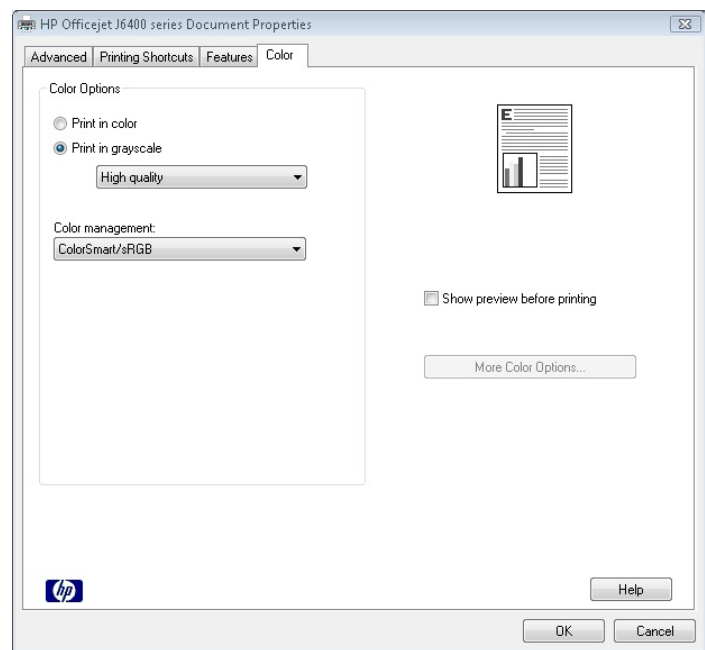 HP Officejet J6400 series Document Properties
Advanced Printing Shortcuts Features Color
Color Options
Print in color
Print in grayscale
High quality
Color management:
ColorSmart/sRGB
E
Show preview before printing
More Color Options...
hp
Help
OK Cancel